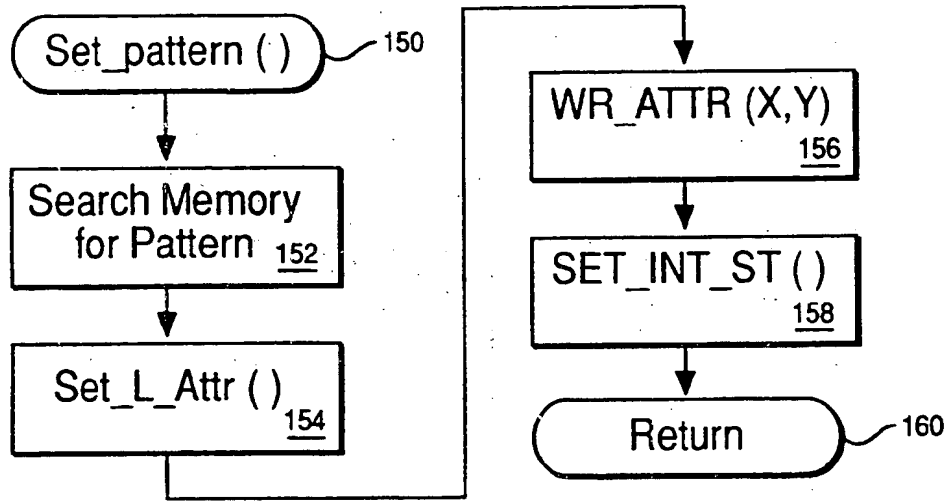 Set_pattern ( )
150
Search Memory
for Pattern
152
Set_L_Attr ( )
154
WR_ATTR (X,Y)
156
SET_INT_ST ( )
158
Return
160